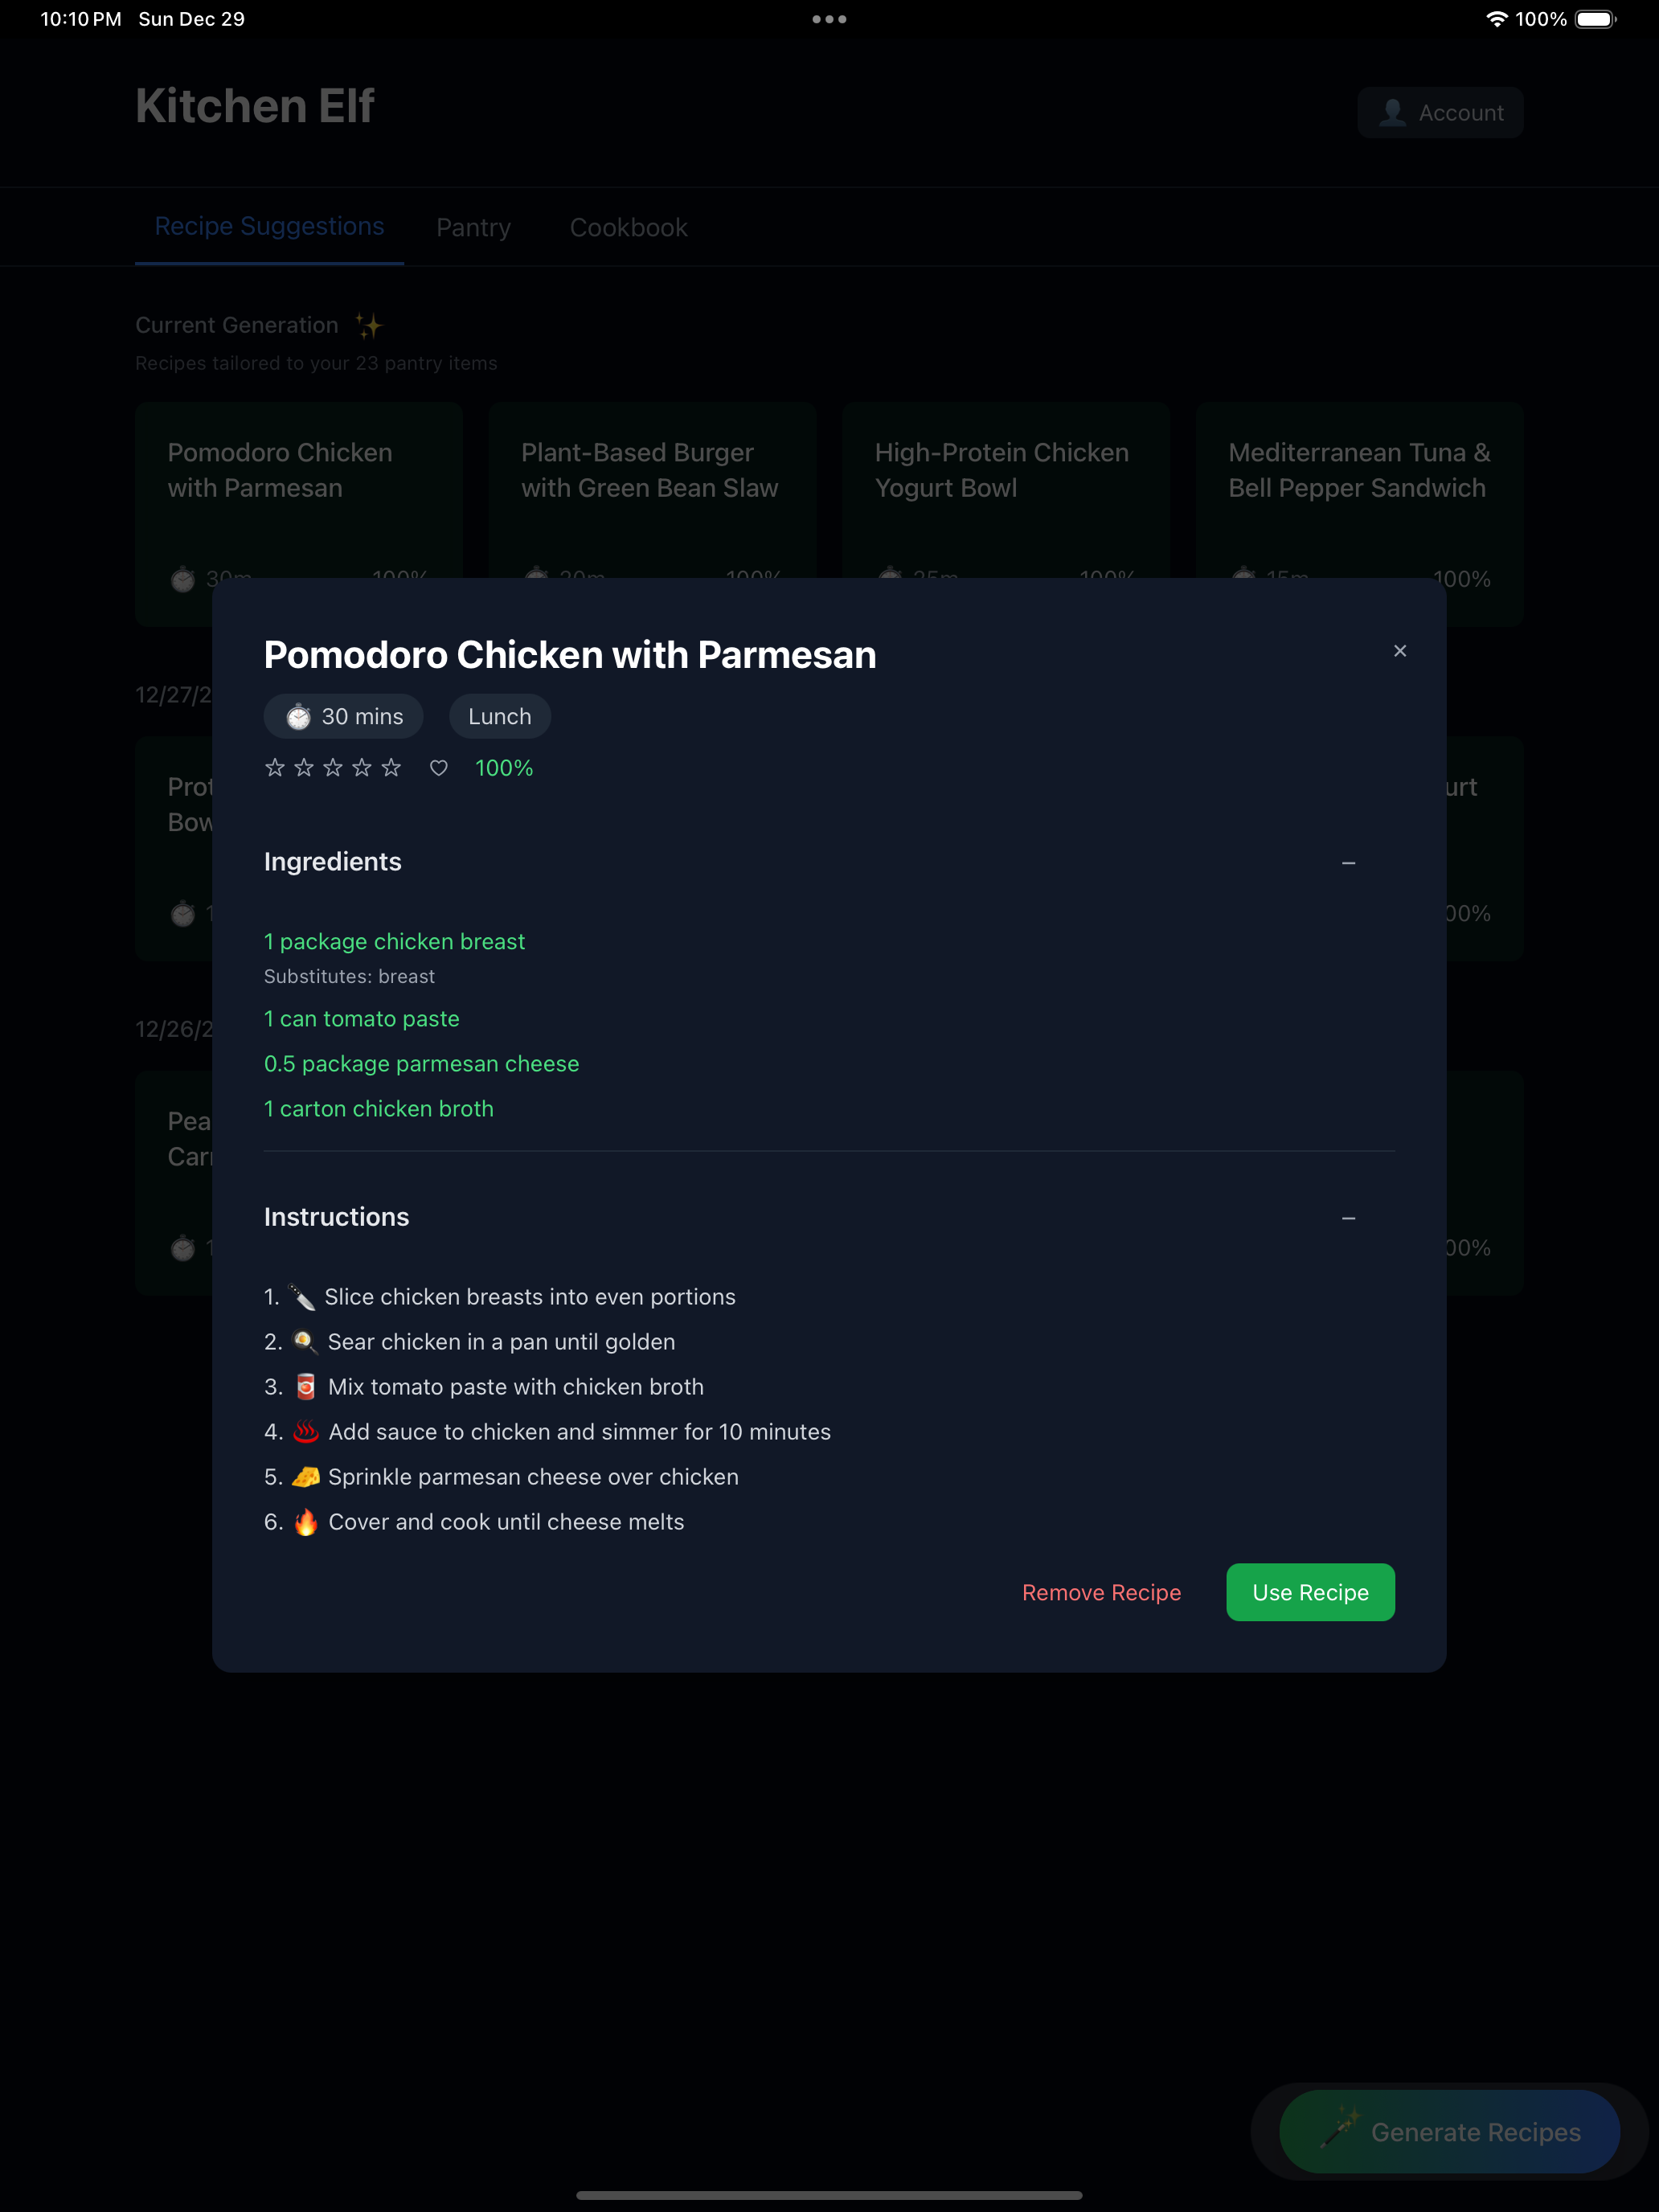 10:10 PM Sun Dec 29
100%
Kitchen Elf
Account
Recipe Suggestions
Pantry
Cookbook
Current Generation
Recipes tailored to your 23 pantry items
Pomodoro Chicken
with Parmesan
30m
100%
Plant-Based Burger
with Green Bean Slaw
20m
100%
High-Protein Chicken
Yogurt Bowl
25m
100%
Mediterranean Tuna &
Bell Pepper Sandwich
15m
100%
12/27/2
12/26/2
Pomodoro Chicken with Parmesan
×
30 mins
Lunch
100%
Ingredients
–
1 package chicken breast
Substitutes: breast
1 can tomato paste
0.5 package parmesan cheese
1 carton chicken broth
Instructions
–
1. Slice chicken breasts into even portions
2. Sear chicken in a pan until golden
3. Mix tomato paste with chicken broth
4. Add sauce to chicken and simmer for 10 minutes
5. Sprinkle parmesan cheese over chicken
6. Cover and cook until cheese melts
Remove Recipe
Use Recipe
Generate Recipes